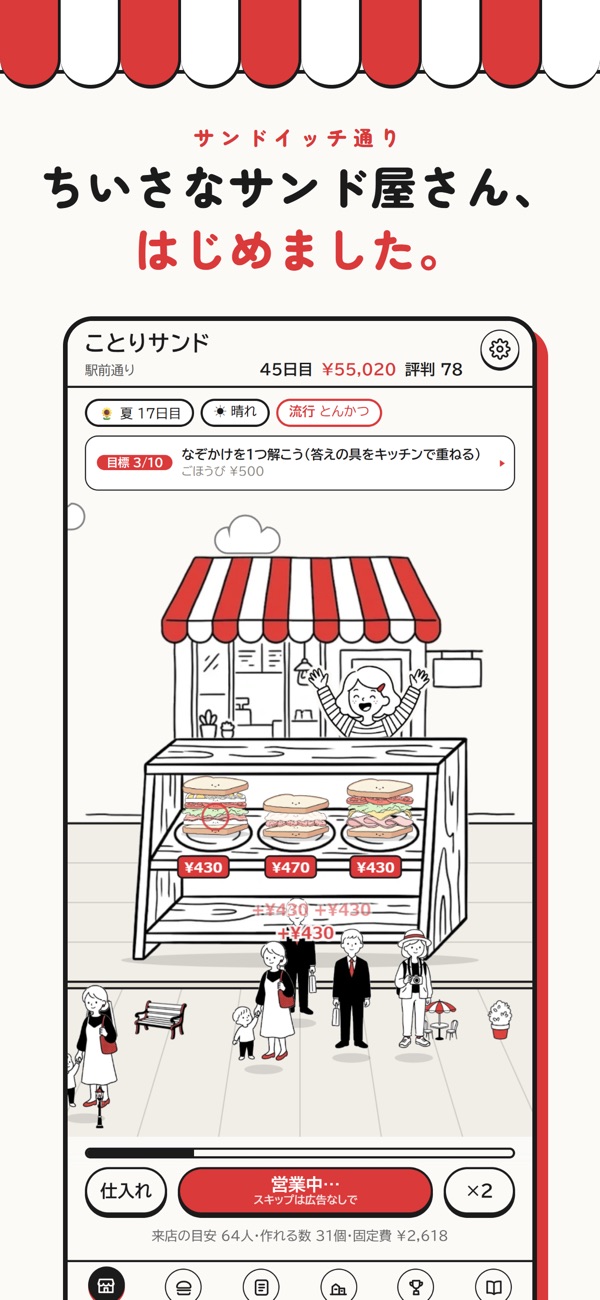 サンドイッチ通り
ちいさなサンド屋さん、
はじめました。
ことりサンド
駅前通り
45日目 ¥55,020 評判 78
夏 17日目
晴れ
流行 とんかつ
目標 3/10
なぞかけを1つ解こう（答えの具をキッチンで重ねる）
ごほうび ¥500
¥430
¥470
¥430
+¥430 +¥430
+¥430
仕入れ
営業中…
スキップは広告なしで
×2
来店の目安 64人・作れる数 31個・固定費 ¥2,618